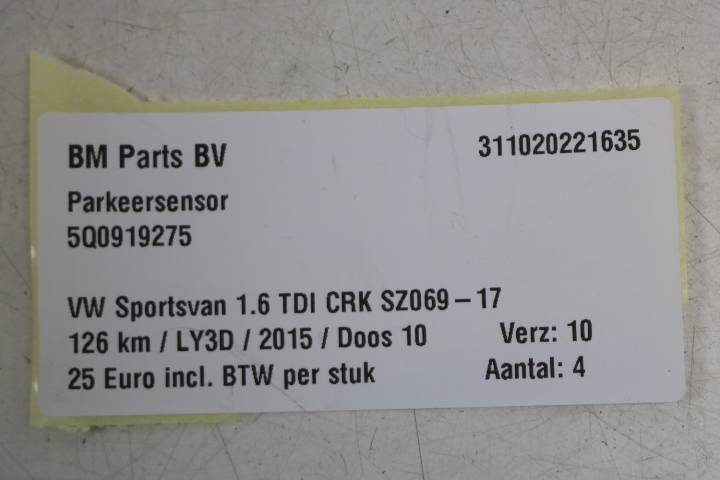 BM Parts BV 311020221635
Parkeersensor
5Q0919275
VW Sportsvan 1.6 TDI CRK SZ069 – 17
126 km / LY3D / 2015 / Doos 10 Verz: 10
25 Euro incl. BTW per stuk Aantal: 4